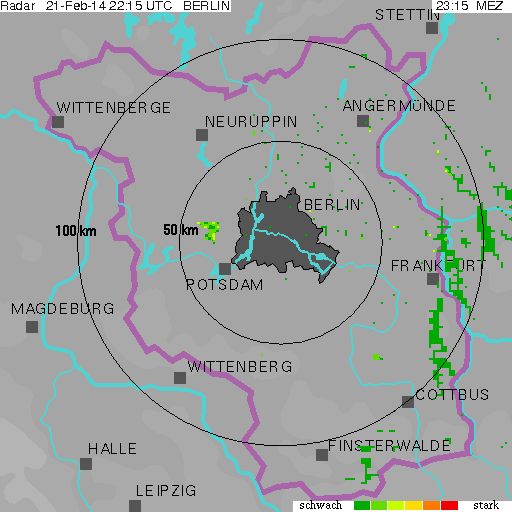 Radar 21-Feb-14 22:15 UTC BERLIN 23:15 MEZ
STETTIN
WITTENBERGE
ANGERMÜNDE
NEURUPPIN
BERLIN
100 km
50 km
FRANKFURT
POTSDAM
MAGDEBURG
WITTENBERG
COTTBUS
HALLE
FINSTERWALDE
LEIPZIG
schwach stark